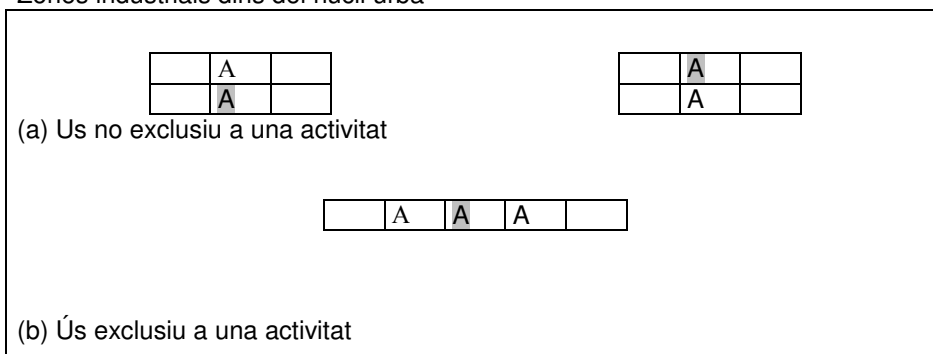 Zones industrials dins del nucli urbà
A A
A A
(a) Us no exclusiu a una activitat
A A A
(b) Ús exclusiu a una activitat